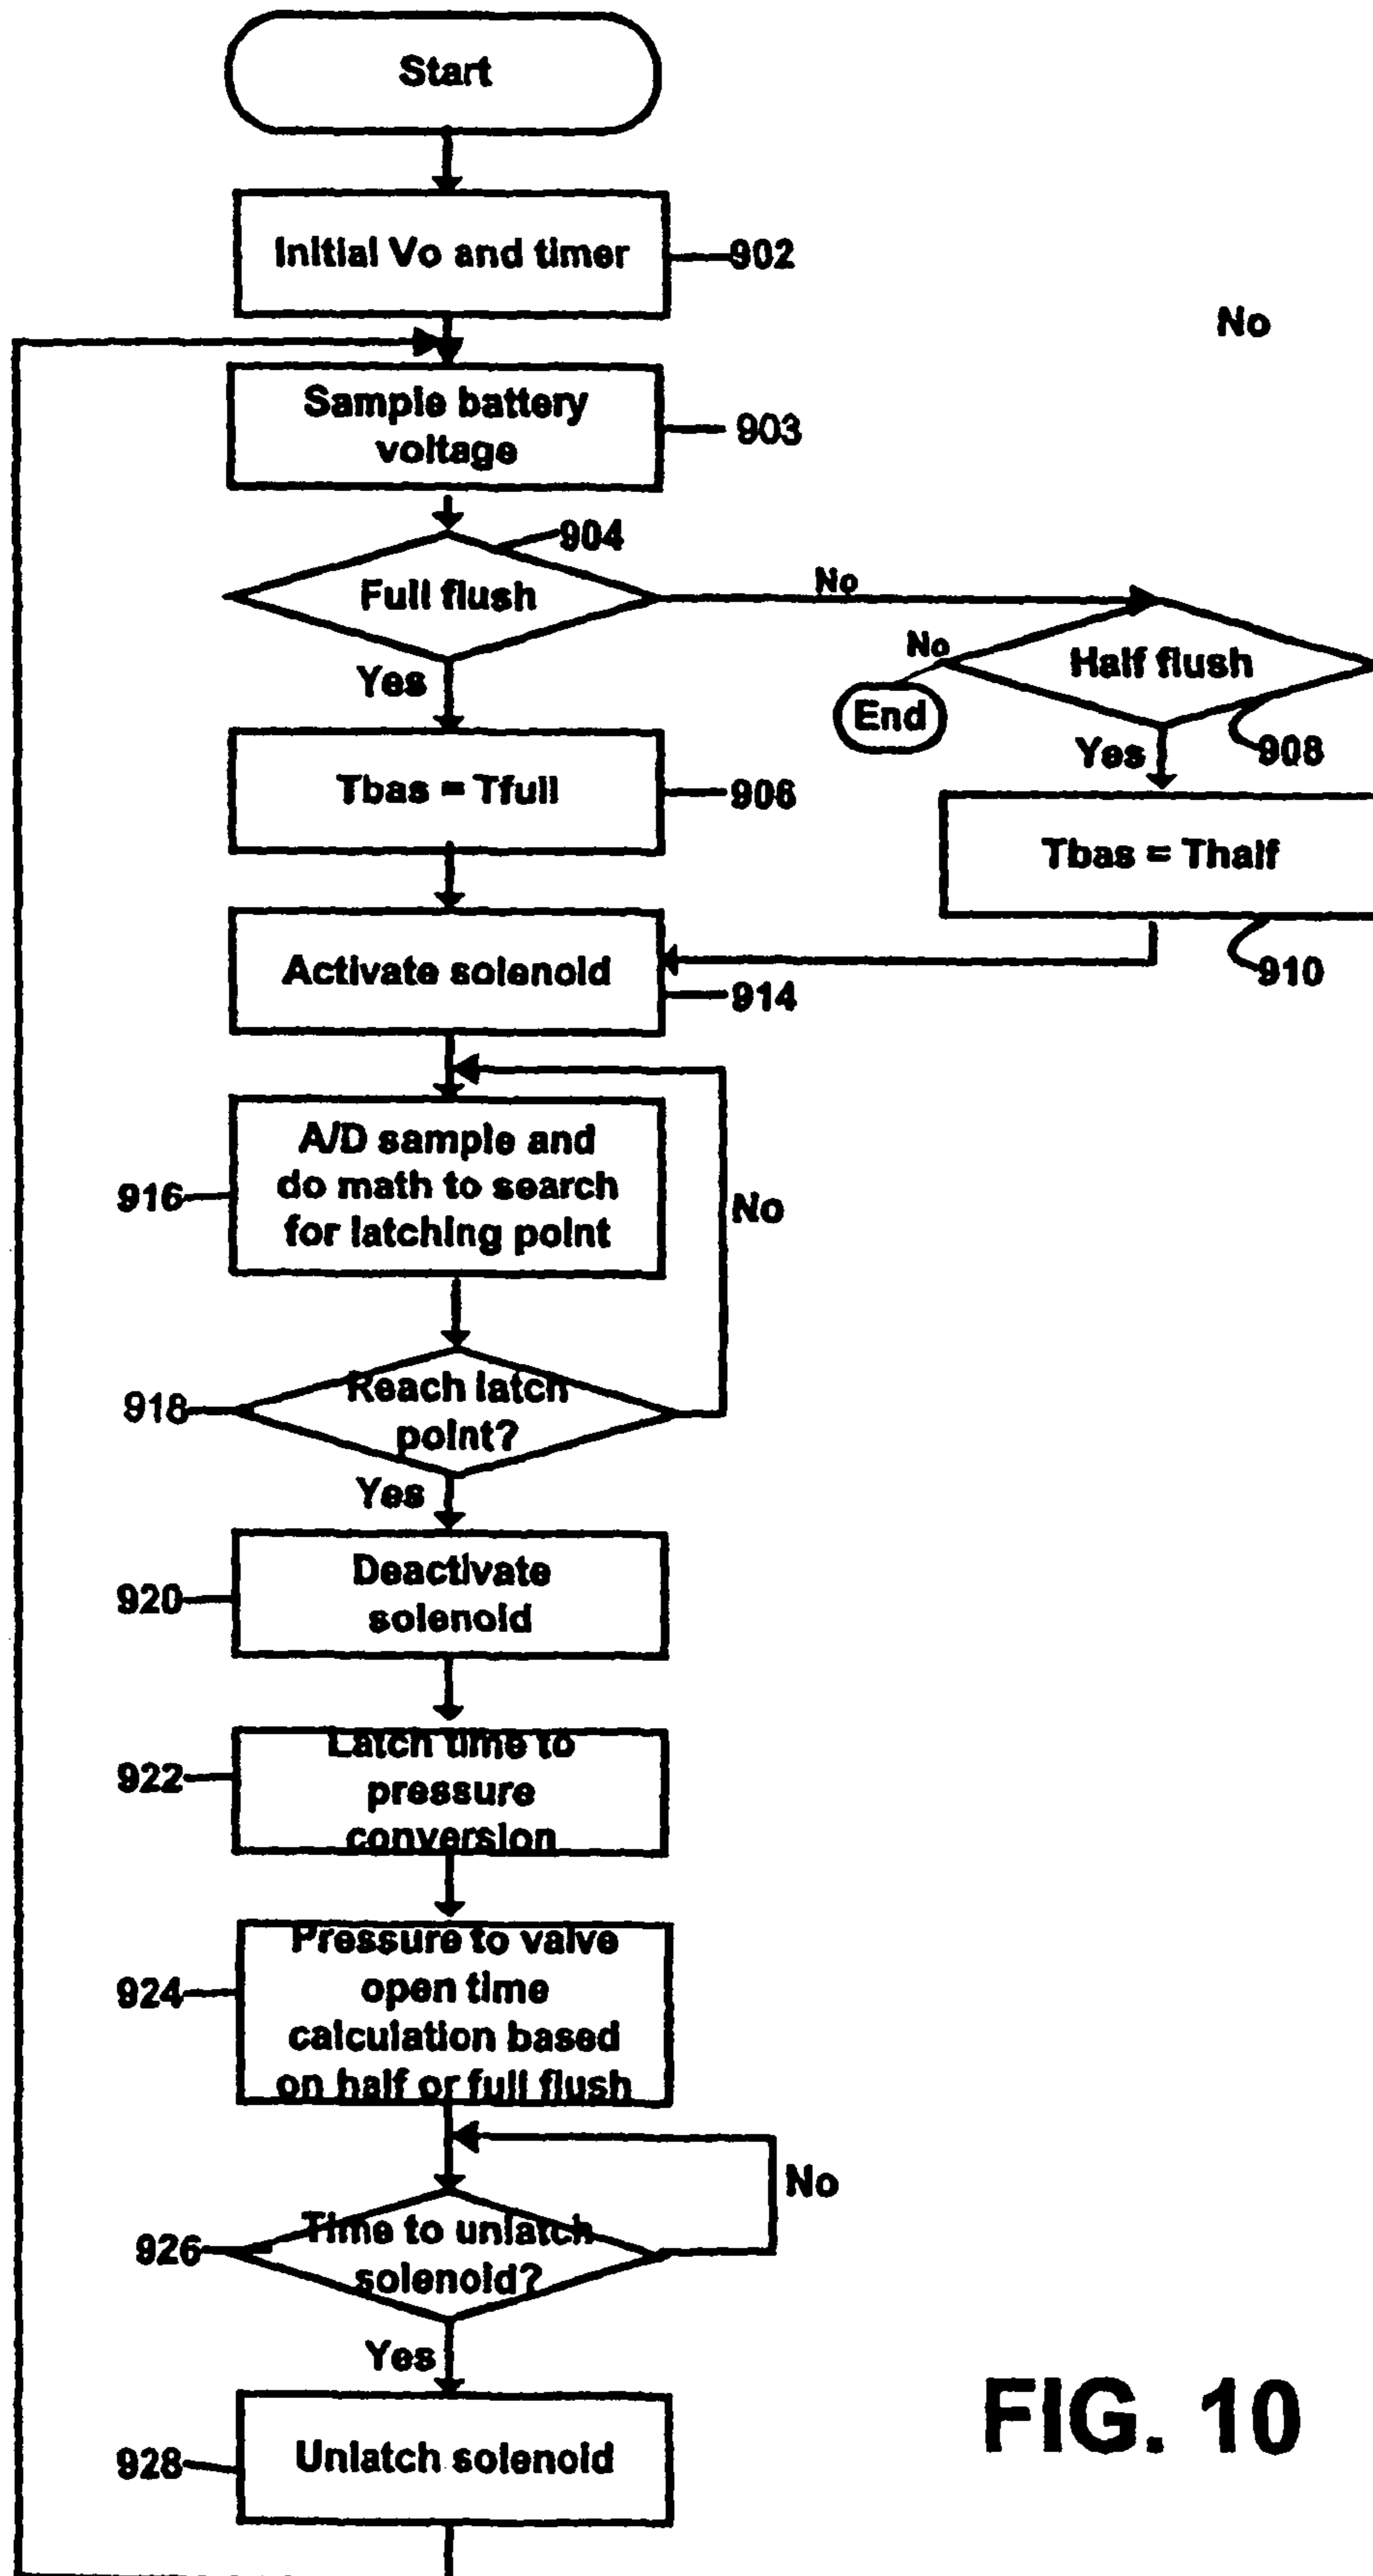 Start
Initial Vo and timer
902
No
Sample battery
voltage
903
904
Full flush
No
No
Half flush
End
Yes
Yes
908
Tbas = Tfull
906
Tbas = Thalf
910
Activate solenoid
914
A/D sample and
do math to search
for latching point
916
No
Reach latch
point?
918
Yes
Deactivate
solenoid
920
Latch time to
pressure
conversion
922
Pressure to valve
open time
calculation based
on half or full flush
924
No
Time to unlatch
solenoid?
926
Yes
Unlatch solenoid
928
FIG. 10